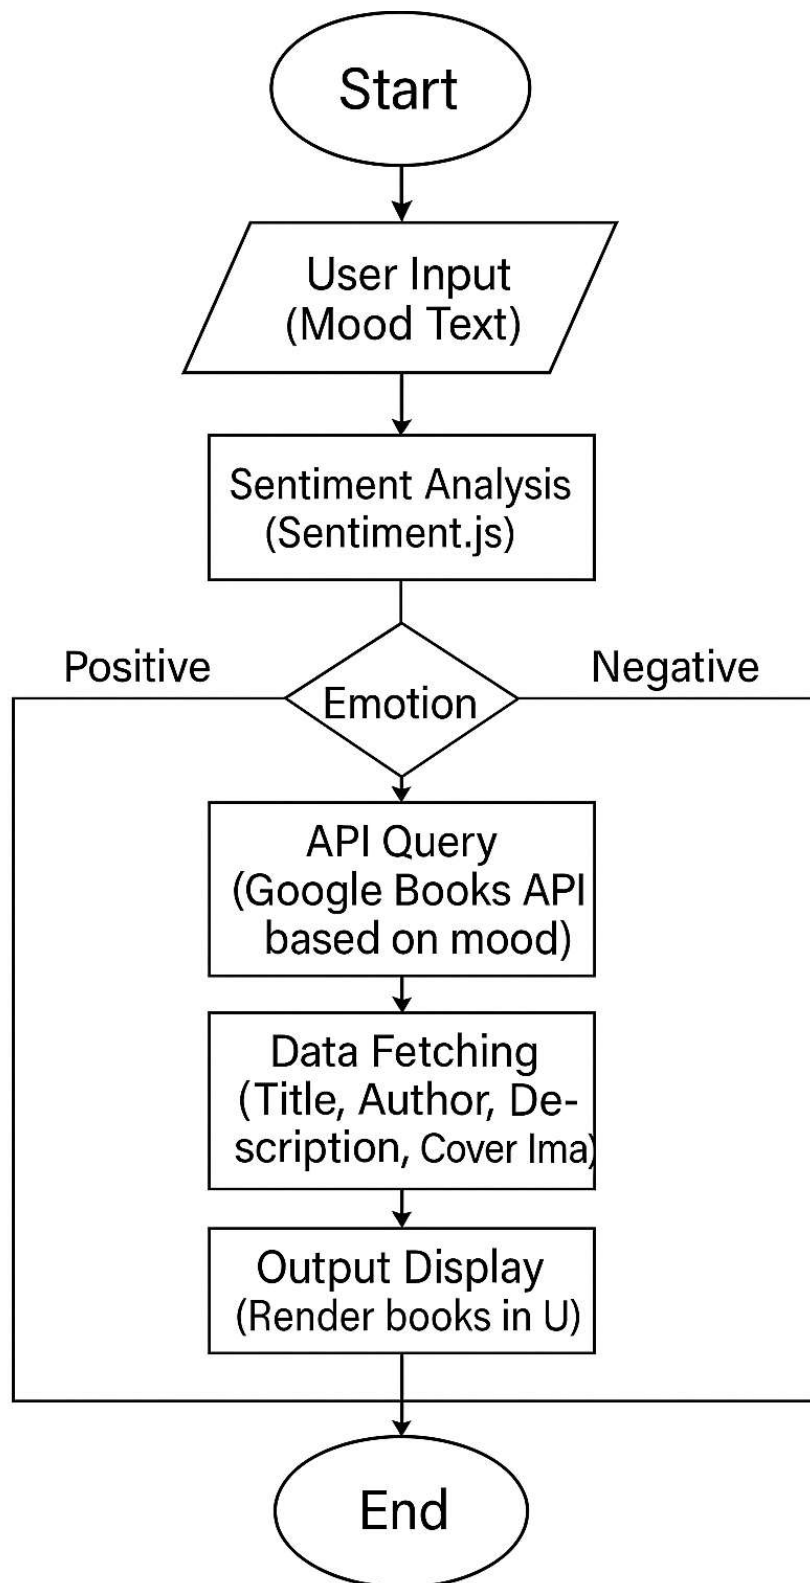 Start
User Input
(Mood Text)
Sentiment Analysis
(Sentiment.js)
Positive
Negative
Emotion
API Query
(Google Books API
based on mood)
Data Fetching
(Title, Author, De-
scription, Cover Ima)
Output Display
(Render books in U)
End